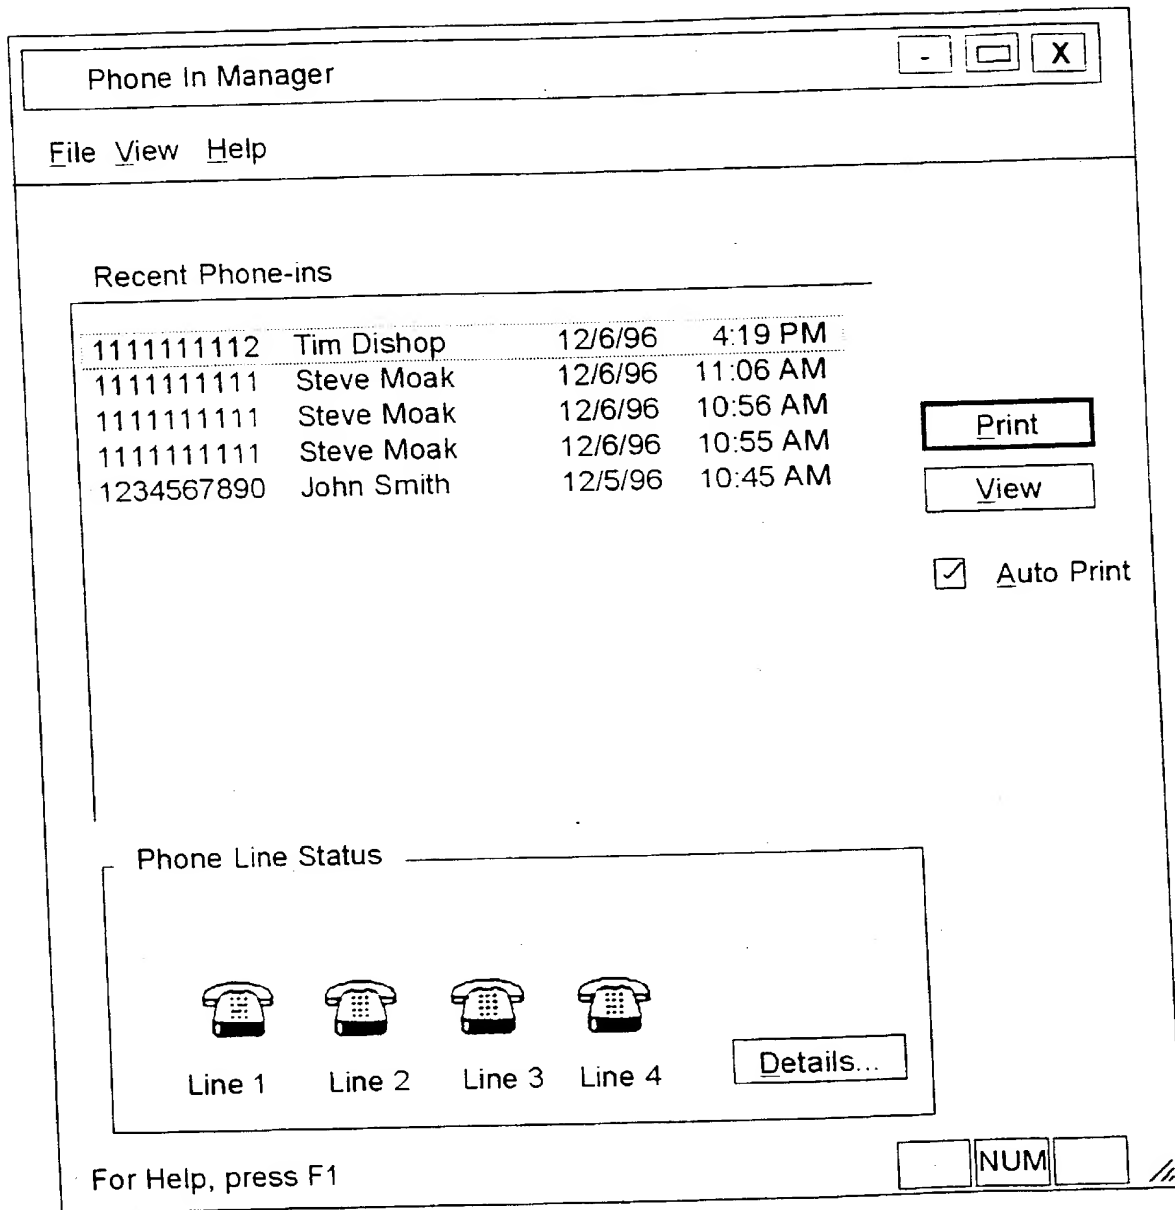 Phone In Manager - X
File View Help
Recent Phone-ins
1111111112 Tim Dishop 12/6/96 4:19 PM
1111111111 Steve Moak 12/6/96 11:06 AM
1111111111 Steve Moak 12/6/96 10:56 AM
1111111111 Steve Moak 12/6/96 10:55 AM
1234567890 John Smith 12/5/96 10:45 AM
Print
View
✓ Auto Print
Phone Line Status
Line 1 Line 2 Line 3 Line 4
Details...
For Help, press F1 NUM